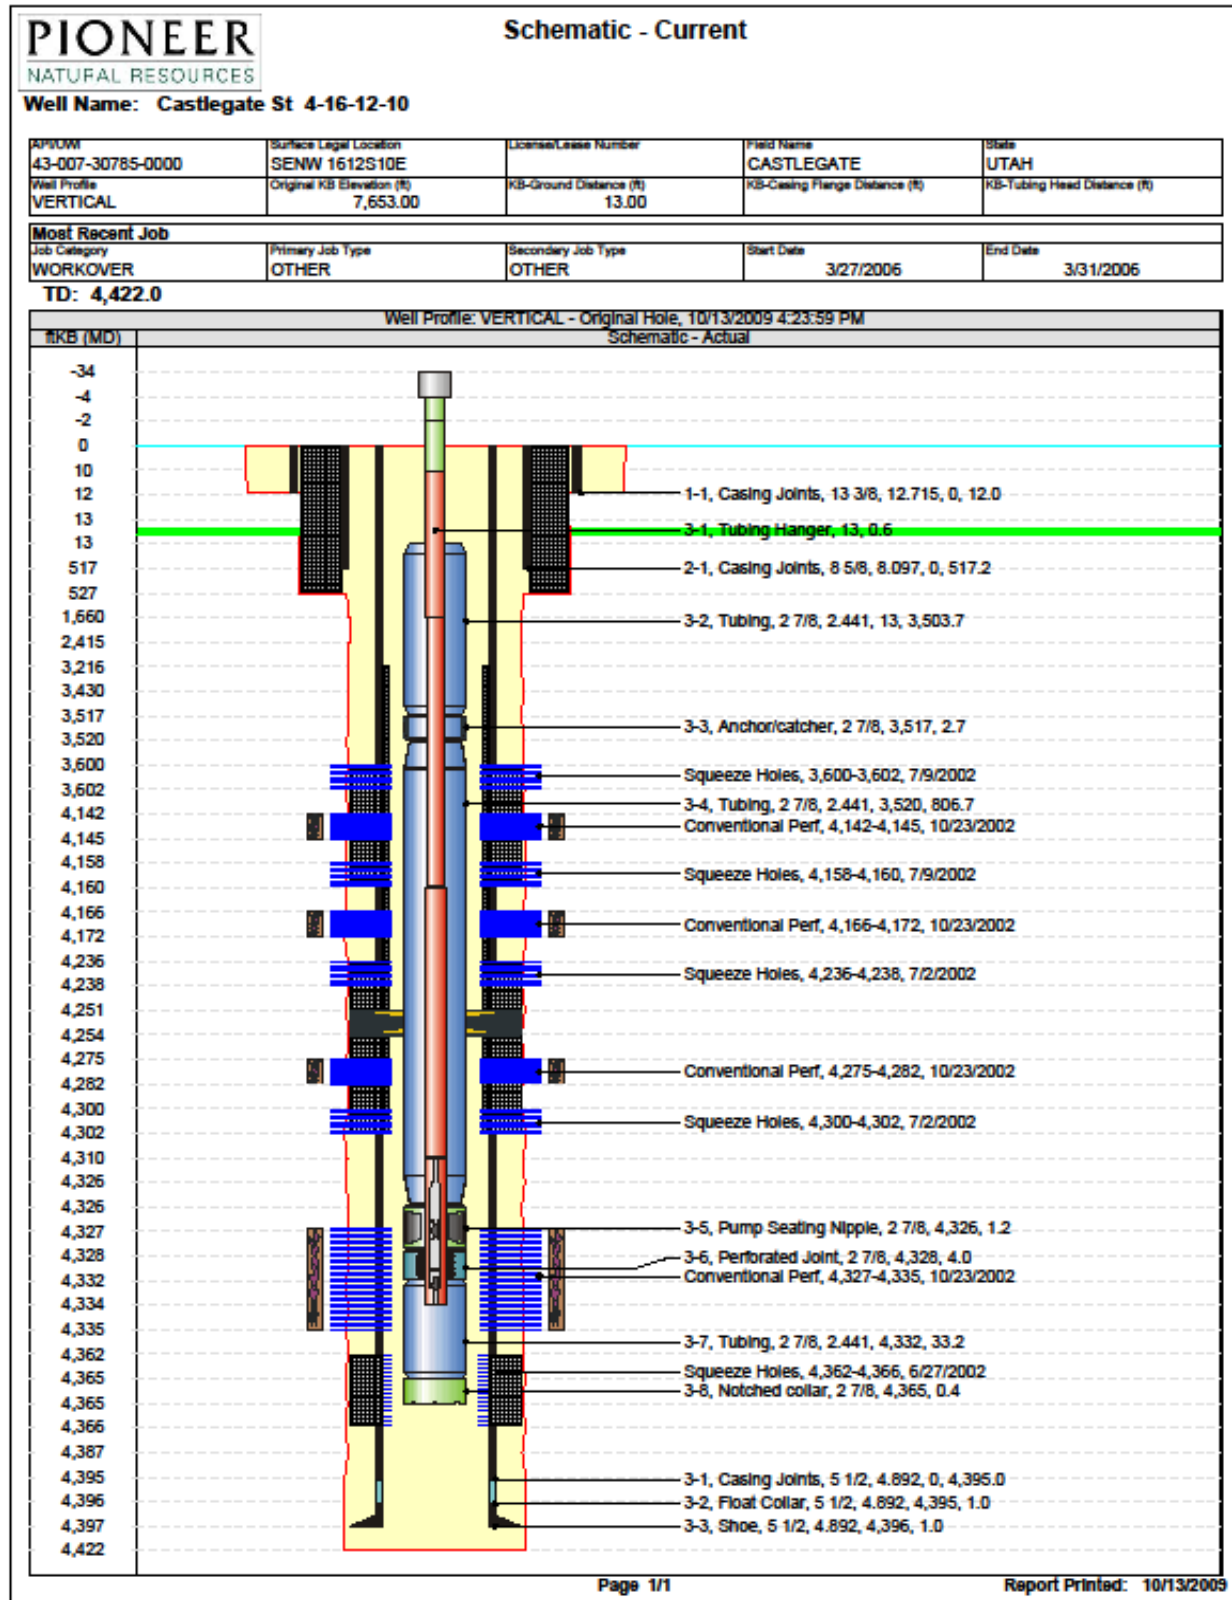 Schematic - Current
PIONEER
NATURAL RESOURCES
Well Name: Castlegate St 4-16-12-10
API/UWI Surface Legal Location License/Lease Number Field Name State
43-007-30785-0000 SENW 1612S10E CASTLEGATE UTAH
Well Profile Original KB Elevation (ft) KB-Ground Distance (ft) KB-Casing Flange Distance (ft) KB-Tubing Head Distance (ft)
VERTICAL 7,653.00 13.00
Most Recent Job
Job Category Primary Job Type Secondary Job Type Start Date End Date
WORKOVER OTHER OTHER 3/27/2006 3/31/2006
TD: 4,422.0
Well Profile: VERTICAL - Original Hole, 10/13/2009 4:23:59 PM
ftKB (MD) Schematic - Actual
-34
-4
-2
0
10
12 1-1, Casing Joints, 13 3/8, 12.715, 0, 12.0
13
3-1, Tubing Hanger, 13, 0.6
13
517 2-1, Casing Joints, 8 5/8, 8.097, 0, 517.2
527
1,660 3-2, Tubing, 2 7/8, 2.441, 13, 3,503.7
2,415
3,216
3,430
3,517
3-3, Anchor/catcher, 2 7/8, 3,517, 2.7
3,520
3,600
Squeeze Holes, 3,600-3,602, 7/9/2002
3,602
3-4, Tubing, 2 7/8, 2.441, 3,520, 806.7
4,142
Conventional Perf, 4,142-4,145, 10/23/2002
4,145
4,158
Squeeze Holes, 4,158-4,160, 7/9/2002
4,160
4,166
Conventional Perf, 4,166-4,172, 10/23/2002
4,172
4,236
Squeeze Holes, 4,236-4,238, 7/2/2002
4,238
4,251
4,254
4,275
Conventional Perf, 4,275-4,282, 10/23/2002
4,282
4,300
Squeeze Holes, 4,300-4,302, 7/2/2002
4,302
4,310
4,326
4,326
4,327 3-5, Pump Seating Nipple, 2 7/8, 4,326, 1.2
4,328 3-6, Perforated Joint, 2 7/8, 4,328, 4.0
4,332 Conventional Perf, 4,327-4,335, 10/23/2002
4,334
4,335
3-7, Tubing, 2 7/8, 2.441, 4,332, 33.2
4,362
Squeeze Holes, 4,362-4,366, 6/27/2002
4,365
3-8, Notched collar, 2 7/8, 4,365, 0.4
4,365
4,366
4,387
4,395 3-1, Casing Joints, 5 1/2, 4.892, 0, 4,395.0
4,396 3-2, Float Collar, 5 1/2, 4.892, 4,395, 1.0
4,397 3-3, Shoe, 5 1/2, 4.892, 4,396, 1.0
4,422
Page 1/1 Report Printed: 10/13/2009